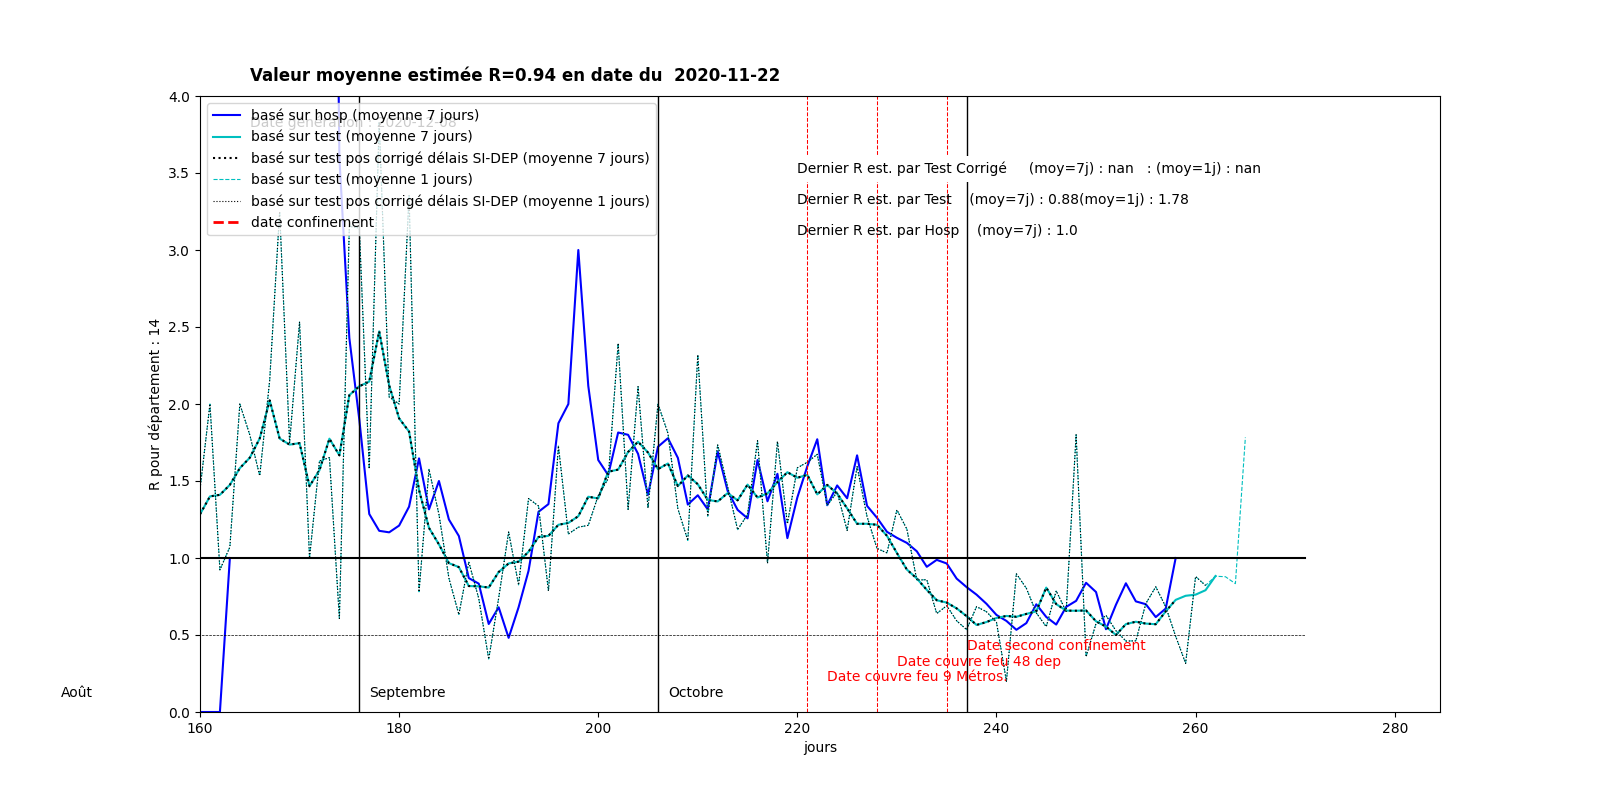 Valeur moyenne estimée R=0.94 en date du  2020-11-22
4.0
3.5
3.0
2.5
2.0
1.5
1.0
0.5
0.0
R pour département : 14
basé sur hosp (moyenne 7 jours)
basé sur test (moyenne 7 jours)
basé sur test pos corrigé délais SI-DEP (moyenne 7 jours)
basé sur test (moyenne 1 jours)
basé sur test pos corrigé délais SI-DEP (moyenne 1 jours)
date confinement
Dernier R est. par Test Corrigé     (moy=7j) : nan   : (moy=1j) : nan
Dernier R est. par Test    (moy=7j) : 0.88(moy=1j) : 1.78
Dernier R est. par Hosp    (moy=7j) : 1.0
Date second confinement
Date couvre feu 48 dep
Date couvre feu 9 Métros
Août
Septembre
Octobre
160
180
200
220
240
260
280
jours